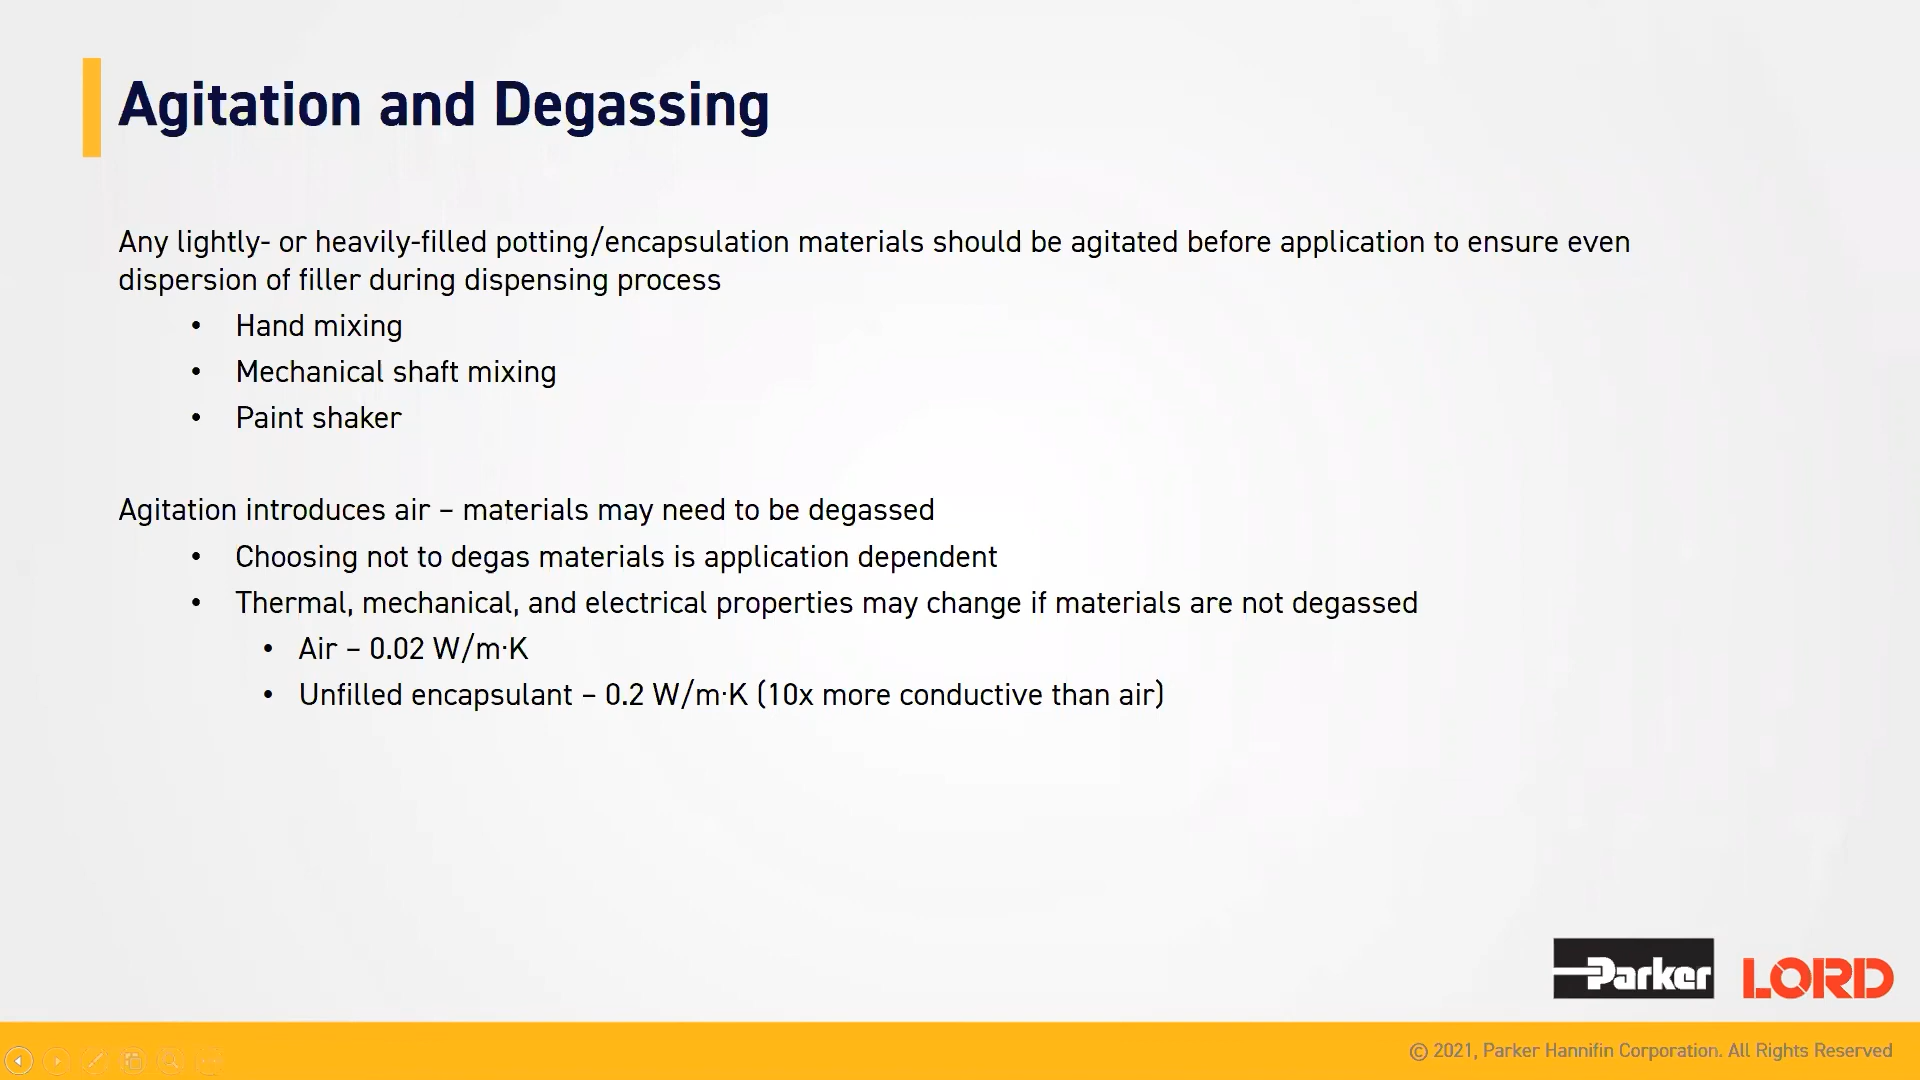 Agitation and Degassing
Any lightly- or heavily-filled potting/encapsulation materials should be agitated before application to ensure even
dispersion of filler during dispensing process
• Hand mixing
• Mechanical shaft mixing
• Paint shaker
Agitation introduces air – materials may need to be degassed
• Choosing not to degas materials is application dependent
• Thermal, mechanical, and electrical properties may change if materials are not degassed
• Air – 0.02 W/m·K
• Unfilled encapsulant – 0.2 W/m·K (10x more conductive than air)
Parker LORD
© 2021, Parker Hannifin Corporation. All Rights Reserved